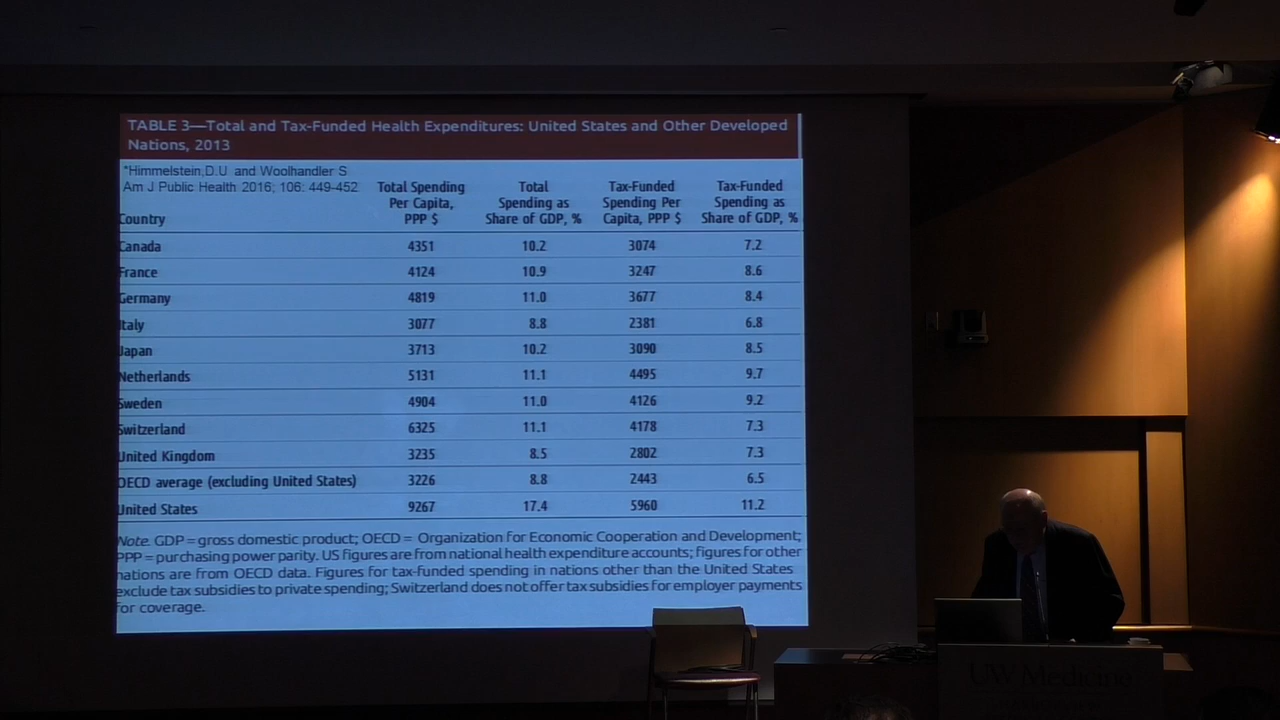 TABLE 3—Total and Tax-Funded Health Expenditures: United States and Other Developed
Nations, 2013
*Himmelstein,D.U and Woolhandler S
Am J Public Health 2016; 106: 449-452
Country Total Spending Per Capita, PPP $ Total Spending as Share of GDP, % Tax-Funded Spending Per Capita, PPP $ Tax-Funded Spending as Share of GDP, %
Canada 4351 10.2 3074 7.2
France 4124 10.9 3247 8.6
Germany 4819 11.0 3677 8.4
Italy 3077 8.8 2381 6.8
Japan 3713 10.2 3090 8.5
Netherlands 5131 11.1 4495 9.7
Sweden 4904 11.0 4126 9.2
Switzerland 6325 11.1 4178 7.3
United Kingdom 3235 8.5 2802 7.3
OECD average (excluding United States) 3226 8.8 2443 6.5
United States 9267 17.4 5960 11.2
Note. GDP = gross domestic product; OECD = Organization for Economic Cooperation and Development;
PPP = purchasing power parity. US figures are from national health expenditure accounts; figures for other
nations are from OECD data. Figures for tax-funded spending in nations other than the United States
exclude tax subsidies to private spending; Switzerland does not offer tax subsidies for employer payments
for coverage.
UW Medicine